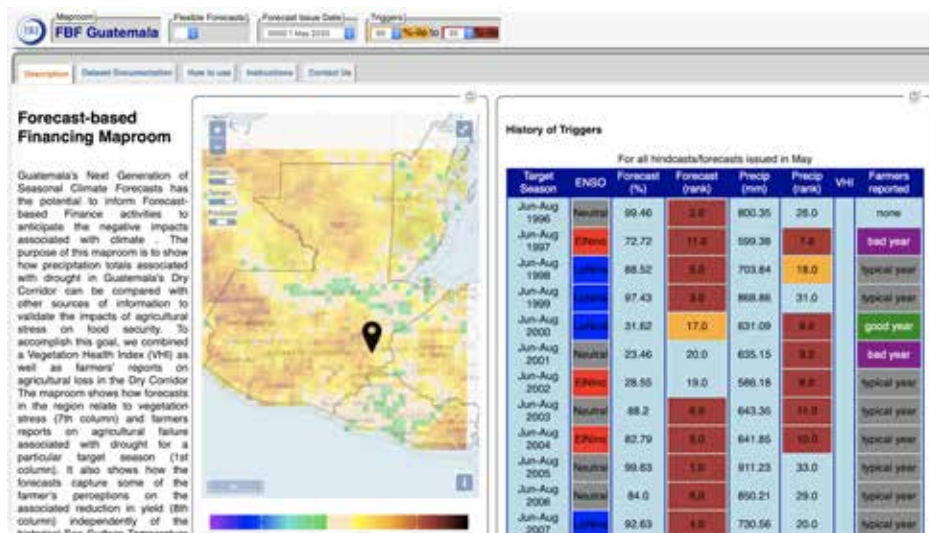 Maproom
FBF Guatemala
Flexible Forecasts
Forecast Issue Date
1 May
Triggers
to
Description
Dataset Documentation
How to use
Instructions
Contact Us
Forecast-based
Financing Maproom
Guatemala's Next Generation of
Seasonal Climate Forecasts has
the potential to inform Forecast-
based Finance activities to
anticipate the negative impacts
associated with climate . The
purpose of this maproom is to show
how precipitation totals associated
with drought in Guatemala's Dry
Corridor can be compared with
other sources of information to
validate the impacts of agricultural
stress on food security. To
accomplish this goal, we combined
a Vegetation Health Index (VHI) as
well as farmers' reports on
agricultural loss in the Dry Corridor
The maproom shows how forecasts
in the region relate to vegetation
stress (7th column) and farmers
reports on agricultural failure
associated with drought for a
particular target season (1st
column). It also shows how the
forecasts capture some of the
farmer's perceptions on the
associated reduction in yield (8th
column) independently of the
historical Sea Surface Temperature
History of Triggers
For all hindcasts/forecasts issued in May
Target Season ENSO Forecast (%) Forecast (rank) Precip (mm) Precip (rank) VHI Farmers reported
Jun-Aug 1996 Neutral 99.46 2.0 800.35 26.0 none
Jun-Aug 1997 ElNino 72.72 11.0 599.38 7.0 bad year
Jun-Aug 1998 LaNina 88.52 5.0 703.84 18.0 typical year
Jun-Aug 1999 LaNina 97.43 3.0 868.86 31.0 typical year
Jun-Aug 2000 LaNina 31.62 17.0 631.09 good year
Jun-Aug 2001 Neutral 23.46 20.0 635.15 9.0 bad year
Jun-Aug 2002 ElNino 28.55 19.0 586.18 typical year
Jun-Aug 2003 Neutral 88.2 643.35 11.0 typical year
Jun-Aug 2004 ElNino 82.79 641.85 10.0 typical year
Jun-Aug 2005 Neutral 99.63 1.0 911.23 33.0 typical year
Jun-Aug 2006 Neutral 84.0 850.21 29.0 typical year
Jun-Aug 2007 LaNina 92.63 4.0 730.56 20.0 typical year